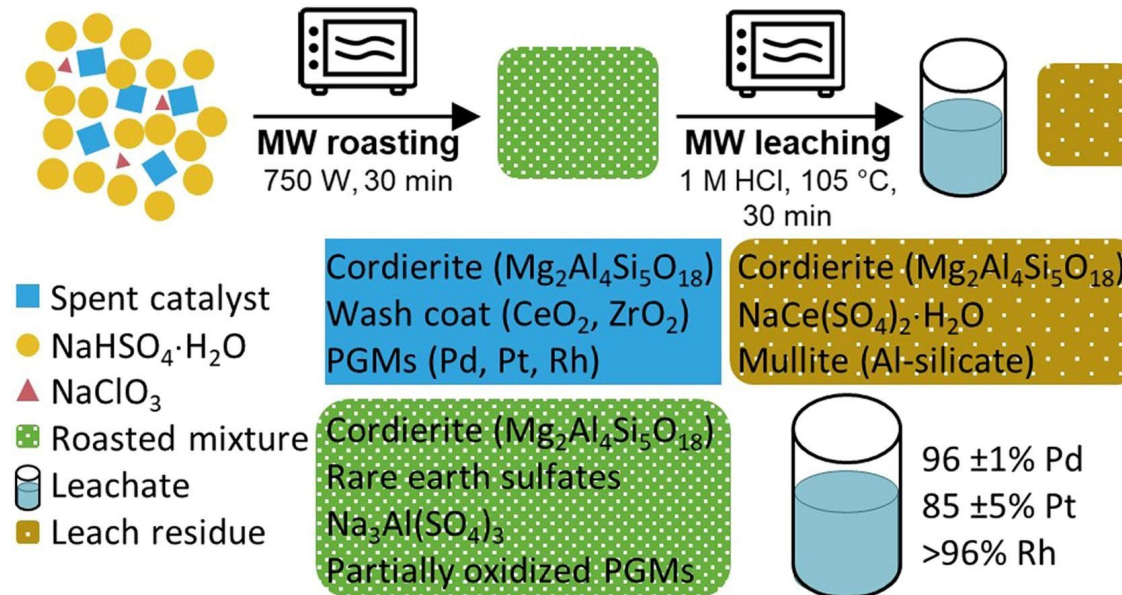 MW roasting
750 W, 30 min
MW leaching
1 M HCl, 105 °C,
30 min
Spent catalyst
NaHSO₄·H₂O
NaClO₃
Roasted mixture
Leachate
Leach residue
Cordierite (Mg₂Al₄Si₅O₁₈)
Wash coat (CeO₂, ZrO₂)
PGMs (Pd, Pt, Rh)
Cordierite (Mg₂Al₄Si₅O₁₈)
NaCe(SO₄)₂·H₂O
Mullite (Al-silicate)
Cordierite (Mg₂Al₄Si₅O₁₈)
Rare earth sulfates
Na₃Al(SO₄)₃
Partially oxidized PGMs
96 ±1% Pd
85 ±5% Pt
>96% Rh